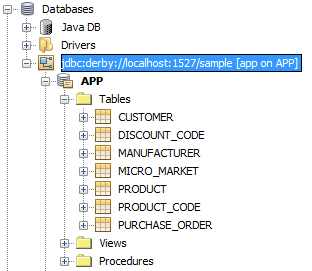 Databases
Java DB
Drivers
jdbc:derby://localhost:1527/sample [app on APP]
APP
Tables
CUSTOMER
DISCOUNT_CODE
MANUFACTURER
MICRO_MARKET
PRODUCT
PRODUCT_CODE
PURCHASE_ORDER
Views
Procedures